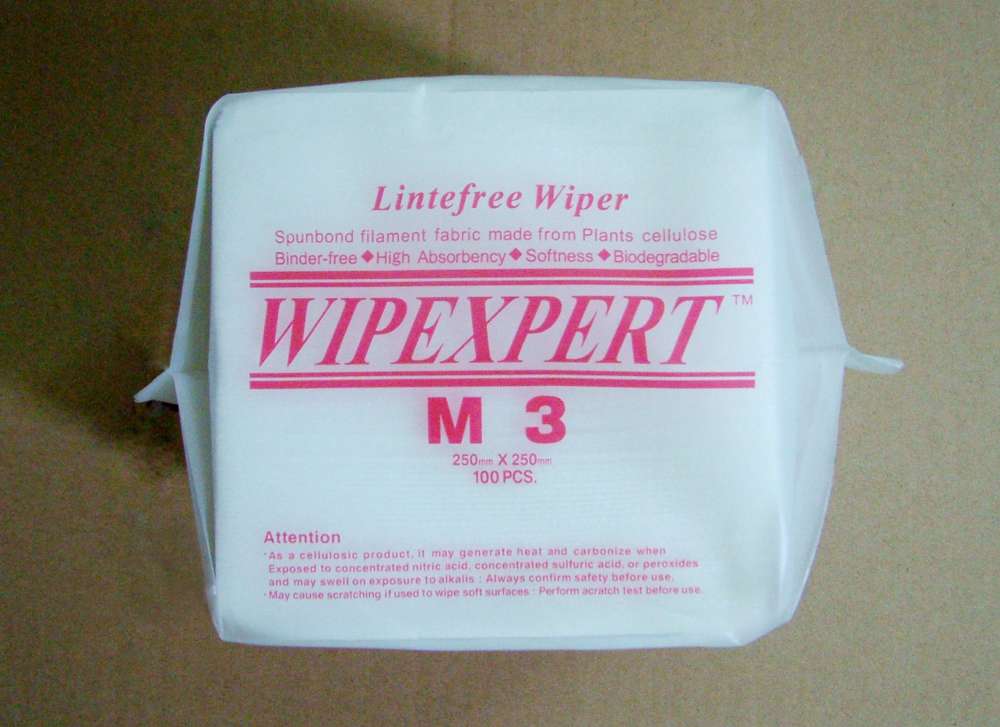 Lintefree Wiper
Spunbond filament fabric made from Plants cellulose
Binder-free ◆ High Absorbency ◆ Softness ◆ Biodegradable
WIPEXPERT ™
M 3
250mm X 250mm
100 PCS.
Attention
·As a cellulosic product, it may generate heat and carbonize when
Exposed to concentrated nitric acid, concentrated sulfuric acid, or peroxides
and may swell on exposure to alkalis : Always confirm safety before use.
·May cause scratching if used to wipe soft surfaces : Perform acratch test before use.